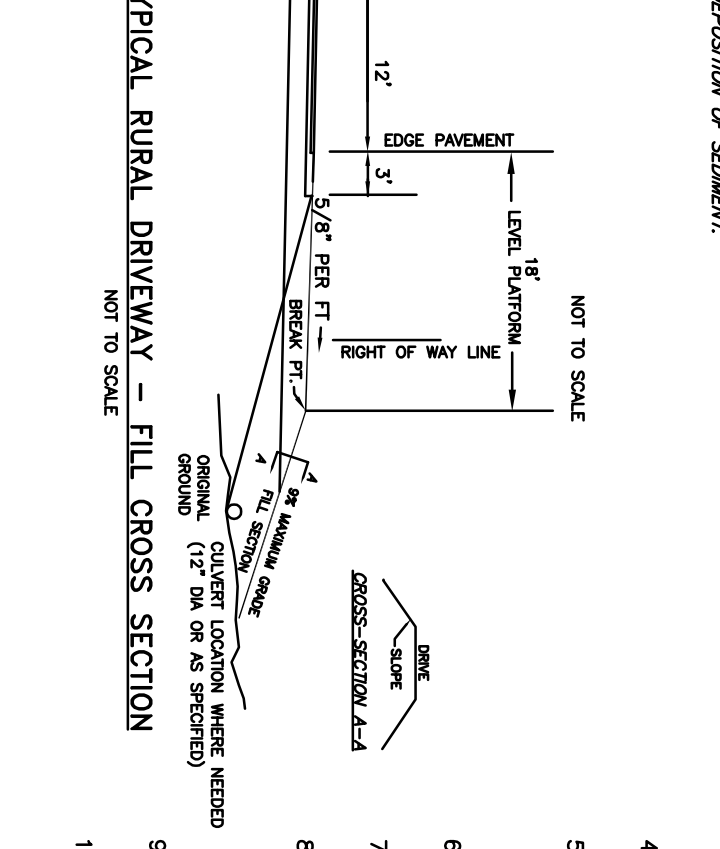 EPOSITION OF SEDIMENT.
NOT TO SCALE
18'
LEVEL PLATFORM
EDGE PAVEMENT
12'
3'
RIGHT OF WAY LINE
5/8" PER FT
BREAK PT.
DRIVE
SLOPE
CROSS-SECTION A-A
A
A
9% MAXIMUM GRADE
FILL SECTION
ORIGINAL
GROUND
CULVERT LOCATION WHERE NEEDED
(12" DIA OR AS SPECIFIED)
YPICAL RURAL DRIVEWAY - FILL CROSS SECTION
NOT TO SCALE
4
5
6
7
8
9
1